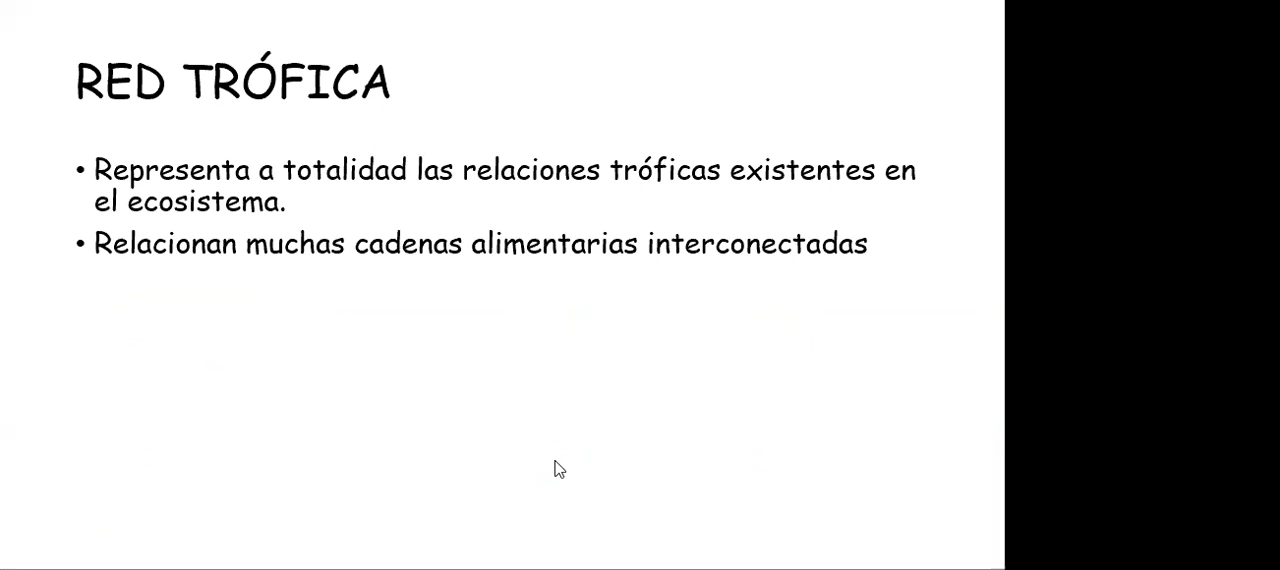 RED TRÓFICA
• Representa a totalidad las relaciones tróficas existentes en
el ecosistema.
• Relacionan muchas cadenas alimentarias interconectadas